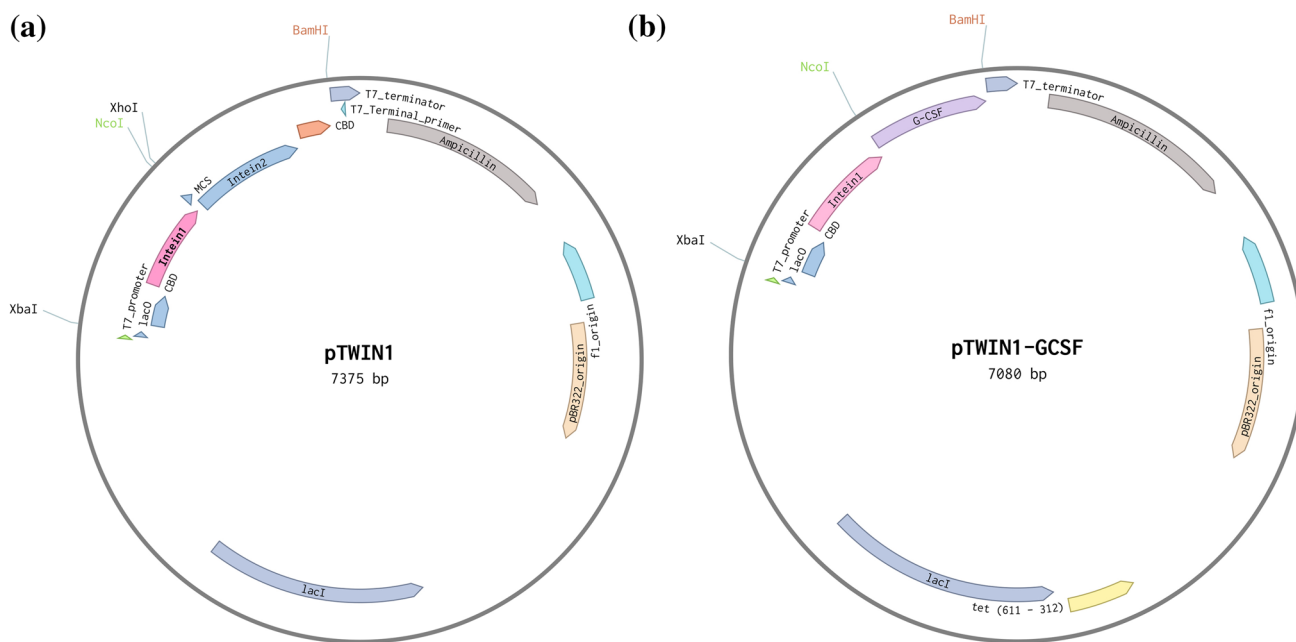 (a)
BamHI
XhoI
NcoI
T7_terminator
T7_Terminal_primer
CBD
Ampicillin
MCS
Intein2
Intein1
T7_promoter
lacO
CBD
XbaI
pTWIN1
7375 bp
f1_origin
pBR322_origin
lacI
(b)
BamHI
NcoI
T7_terminator
G-CSF
Ampicillin
Intein1
T7_promoter
lacO
CBD
XbaI
pTWIN1-GCSF
7080 bp
f1_origin
pBR322_origin
lacI
tet (611 - 312)